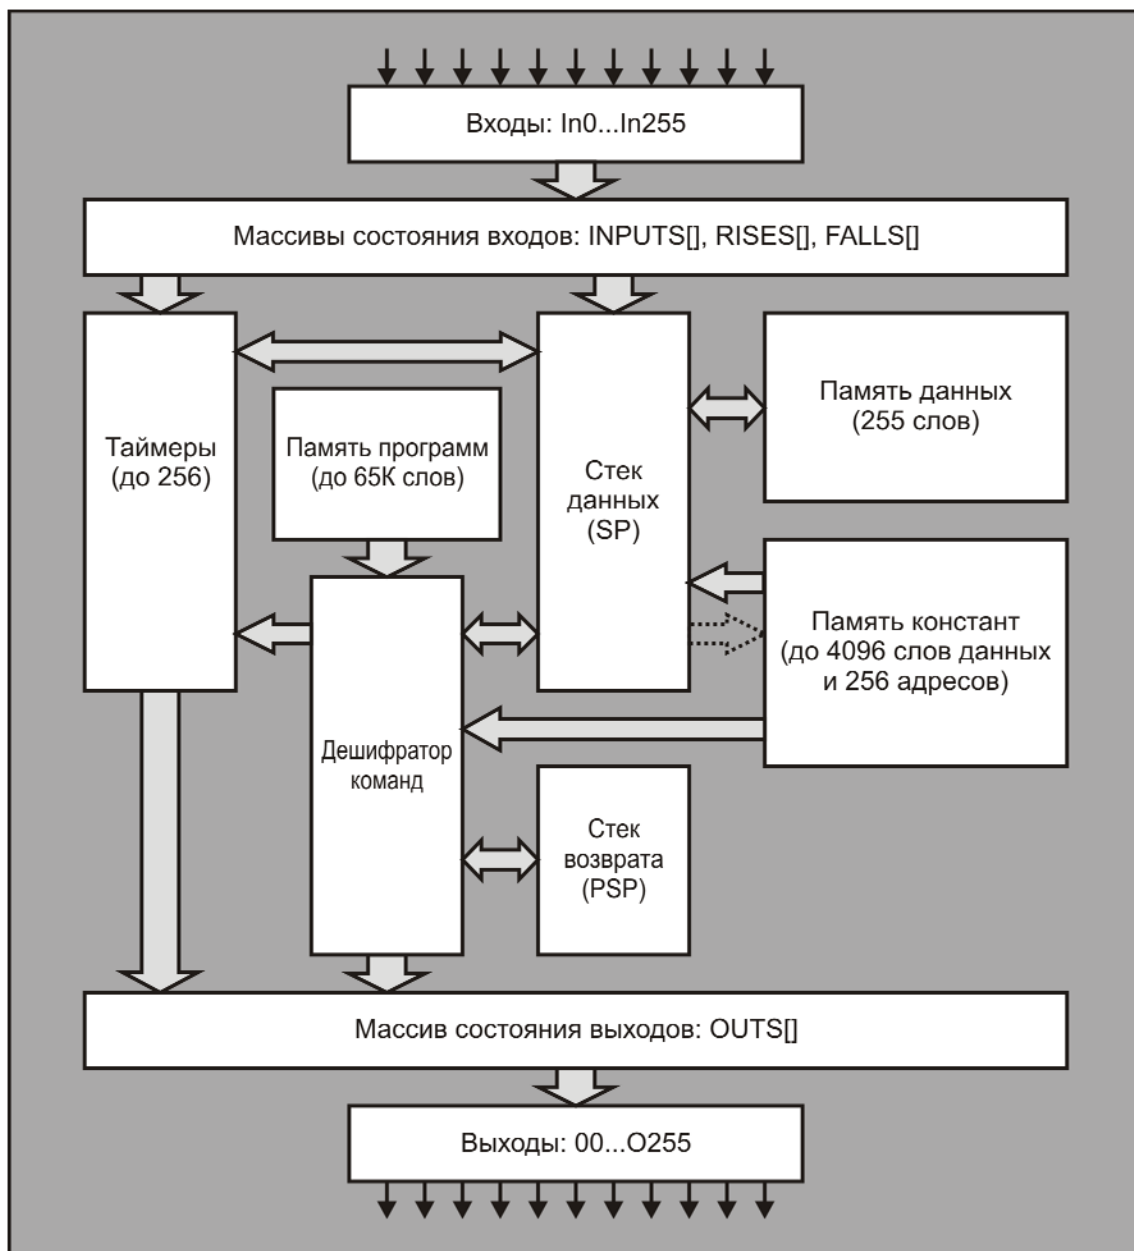 Входы: In0...In255
Массивы состояния входов: INPUTS[], RISES[], FALLS[]
Таймеры
(до 256)
Память программ
(до 65К слов)
Стек
данных
(SP)
Память данных
(255 слов)
Память констант
(до 4096 слов данных
и 256 адресов)
Дешифратор
команд
Стек
возврата
(PSP)
Массив состояния выходов: OUTS[]
Выходы: 00...O255